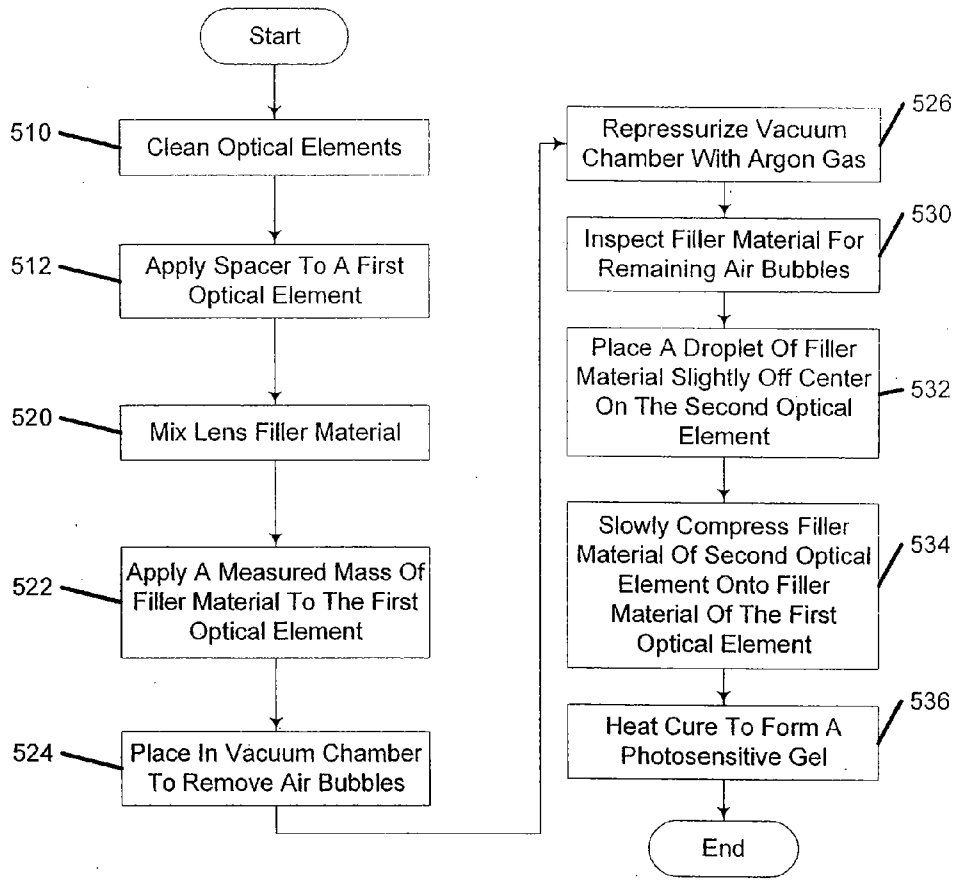 Start
510
Clean Optical Elements
512
Apply Spacer To A First
Optical Element
520
Mix Lens Filler Material
522
Apply A Measured Mass Of
Filler Material To The First
Optical Element
524
Place In Vacuum Chamber
To Remove Air Bubbles
526
Repressurize Vacuum
Chamber With Argon Gas
530
Inspect Filler Material For
Remaining Air Bubbles
Place A Droplet Of Filler
Material Slightly Off Center
On The Second Optical
Element
532
Slowly Compress Filler
Material Of Second Optical
Element Onto Filler
Material Of The First
Optical Element
534
536
Heat Cure To Form A
Photosensitive Gel
End